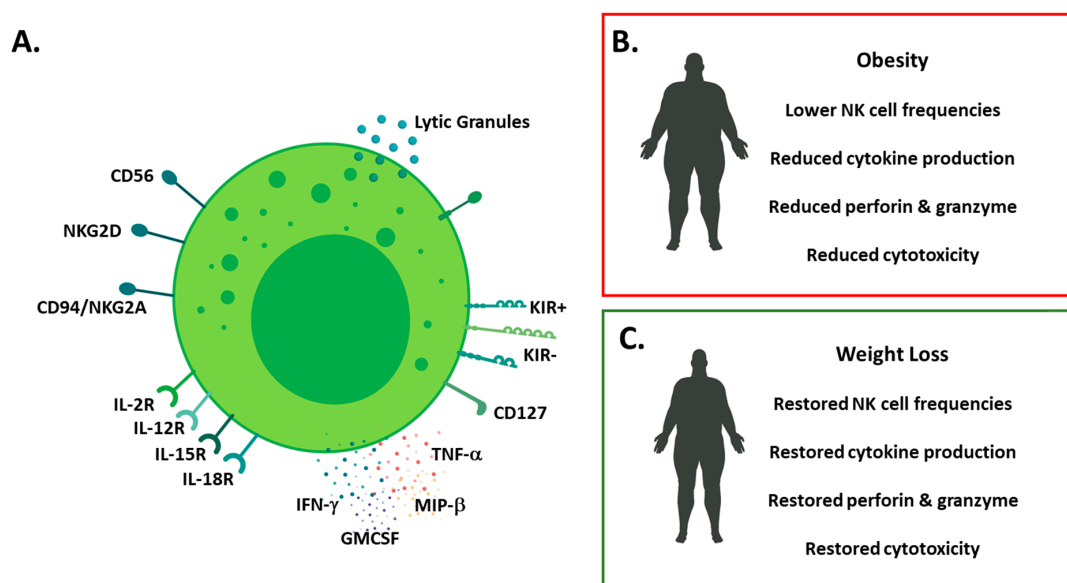 A.
Lytic Granules
CD56
NKG2D
CD94/NKG2A
KIR+
KIR-
CD127
IL-2R
IL-12R
IL-15R
IL-18R
TNF-α
IFN-γ
MIP-β
GMCSF
B.
Obesity
Lower NK cell frequencies
Reduced cytokine production
Reduced perforin & granzyme
Reduced cytotoxicity
C.
Weight Loss
Restored NK cell frequencies
Restored cytokine production
Restored perforin & granzyme
Restored cytotoxicity